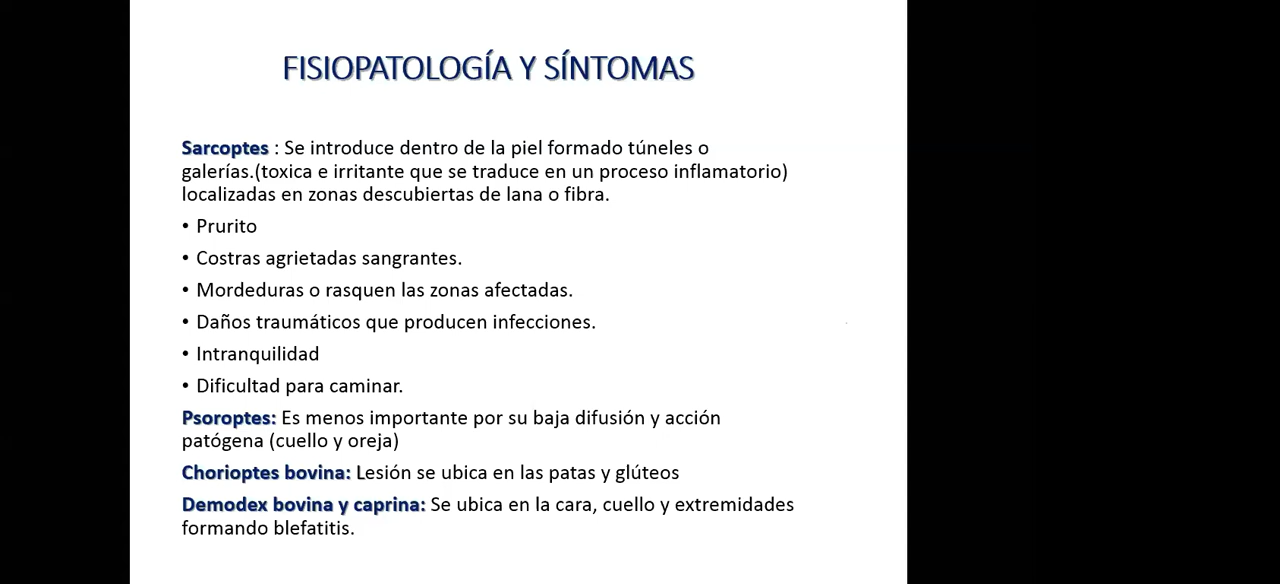 FISIOPATOLOGÍA Y SÍNTOMAS
Sarcoptes : Se introduce dentro de la piel formado túneles o
galerías.(toxica e irritante que se traduce en un proceso inflamatorio)
localizadas en zonas descubiertas de lana o fibra.
• Prurito
• Costras agrietadas sangrantes.
• Mordeduras o rasquen las zonas afectadas.
• Daños traumáticos que producen infecciones.
• Intranquilidad
• Dificultad para caminar.
Psoroptes: Es menos importante por su baja difusión y acción
patógena (cuello y oreja)
Chorioptes bovina: Lesión se ubica en las patas y glúteos
Demodex bovina y caprina: Se ubica en la cara, cuello y extremidades
formando blefatitis.